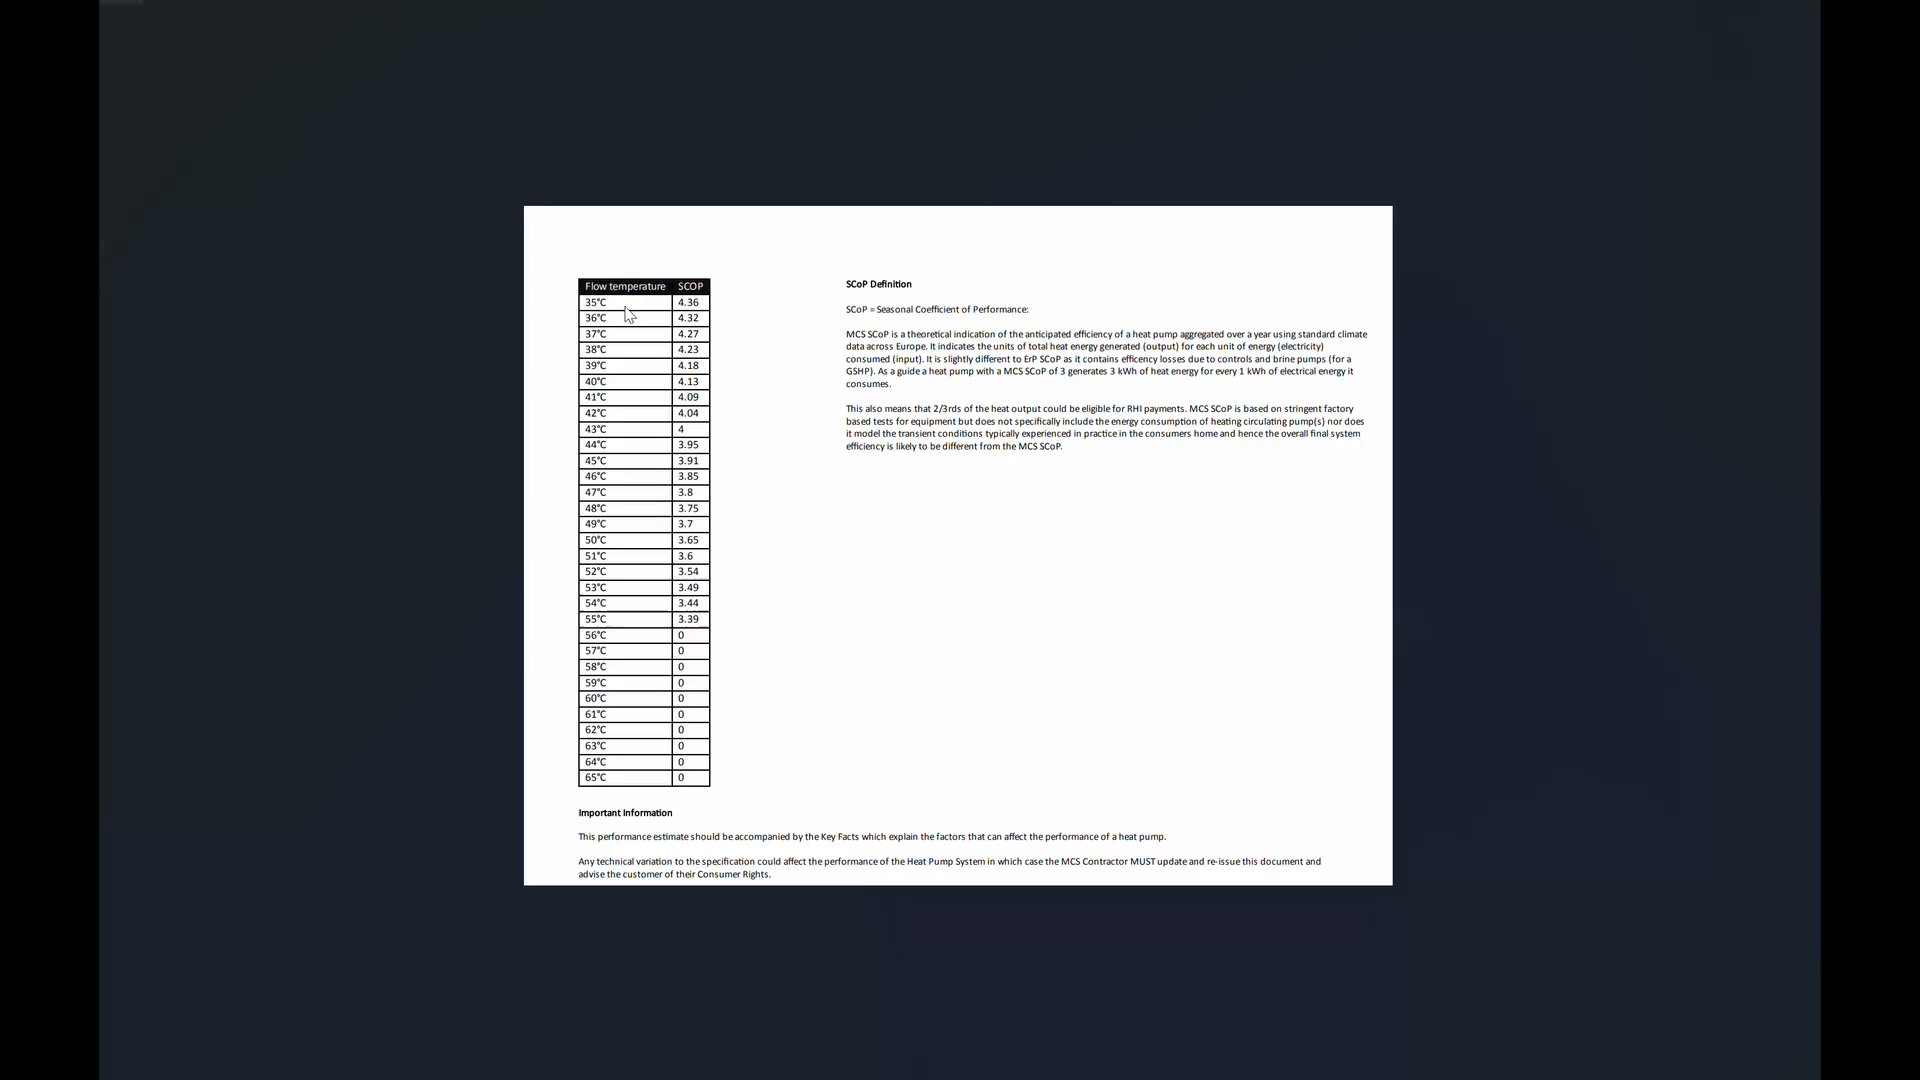 Flow temperature SCOP
35°C 4.36
36°C 4.32
37°C 4.27
38°C 4.23
39°C 4.18
40°C 4.13
41°C 4.09
42°C 4.04
43°C 4
44°C 3.95
45°C 3.91
46°C 3.85
47°C 3.8
48°C 3.75
49°C 3.7
50°C 3.65
51°C 3.6
52°C 3.54
53°C 3.49
54°C 3.44
55°C 3.39
56°C 0
57°C 0
58°C 0
59°C 0
60°C 0
61°C 0
62°C 0
63°C 0
64°C 0
65°C 0
SCoP Definition
SCoP = Seasonal Coefficient of Performance:
MCS SCoP is a theoretical indication of the anticipated efficiency of a heat pump aggregated over a year using standard climate
data across Europe. It indicates the units of total heat energy generated (output) for each unit of energy (electricity)
consumed (input). It is slightly different to ErP SCoP as it contains efficency losses due to controls and brine pumps (for a
GSHP). As a guide a heat pump with a MCS SCoP of 3 generates 3 kWh of heat energy for every 1 kWh of electrical energy it
consumes.
This also means that 2/3rds of the heat output could be eligible for RHI payments. MCS SCoP is based on stringent factory
based tests for equipment but does not specifically include the energy consumption of heating circulating pump(s) nor does
it model the transient conditions typically experienced in practice in the consumers home and hence the overall final system
efficiency is likely to be different from the MCS SCoP.
Important Information
This performance estimate should be accompanied by the Key Facts which explain the factors that can affect the performance of a heat pump.
Any technical variation to the specification could affect the performance of the Heat Pump System in which case the MCS Contractor MUST update and re-issue this document and
advise the customer of their Consumer Rights.